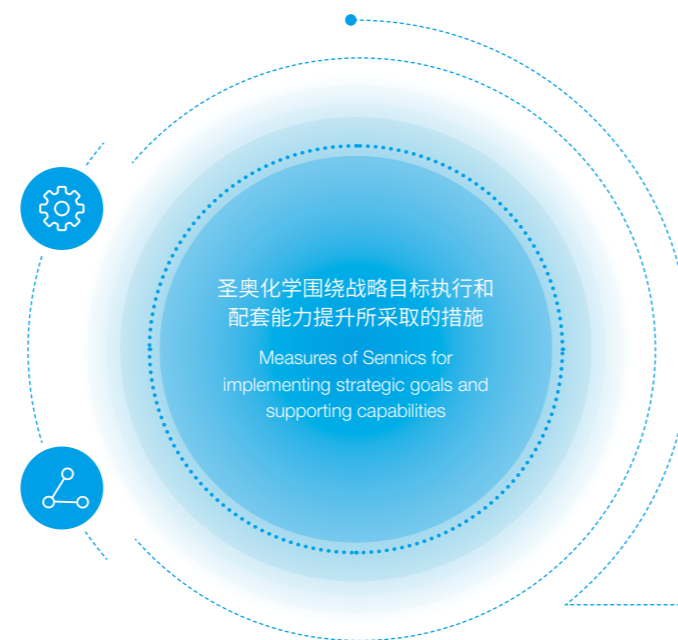 圣奥化学围绕战略目标执行和
配套能力提升所采取的措施
Measures of Sennics for
implementing strategic goals and
supporting capabilities